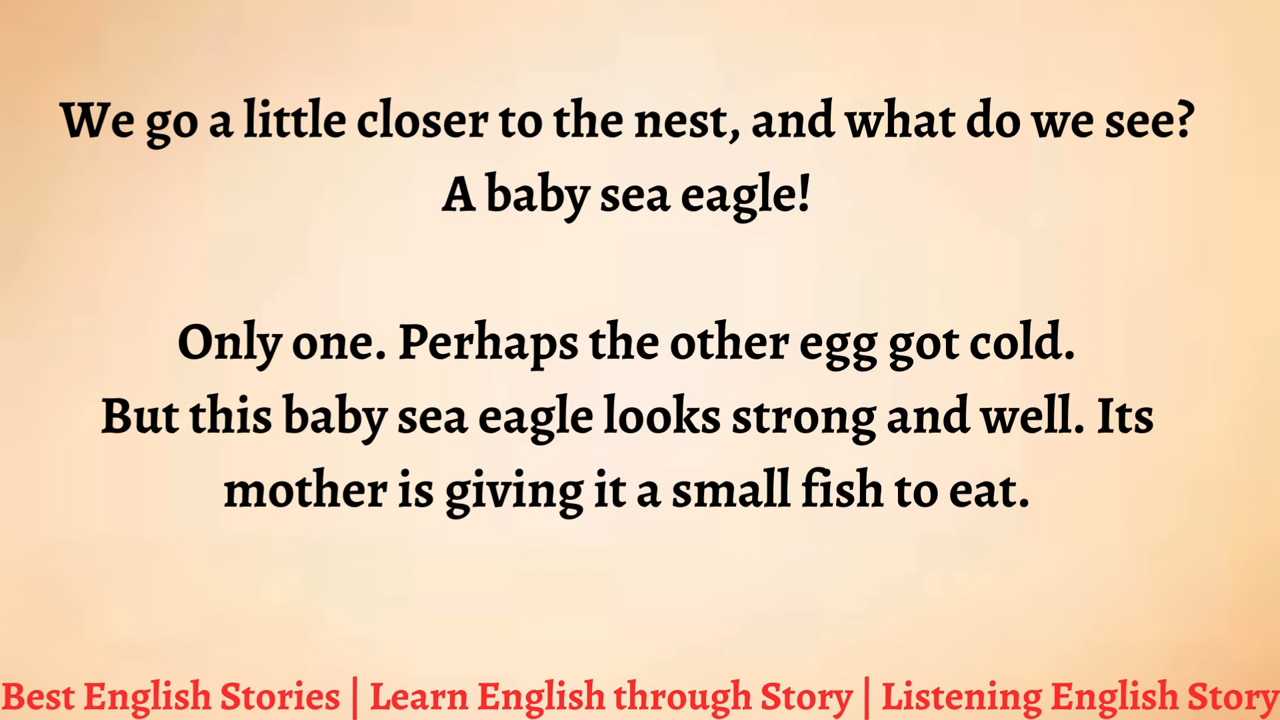 We go a little closer to the nest, and what do we see?
A baby sea eagle!
Only one. Perhaps the other egg got cold.
But this baby sea eagle looks strong and well. Its
mother is giving it a small fish to eat.
Best English Stories | Learn English through Story | Listening English Story